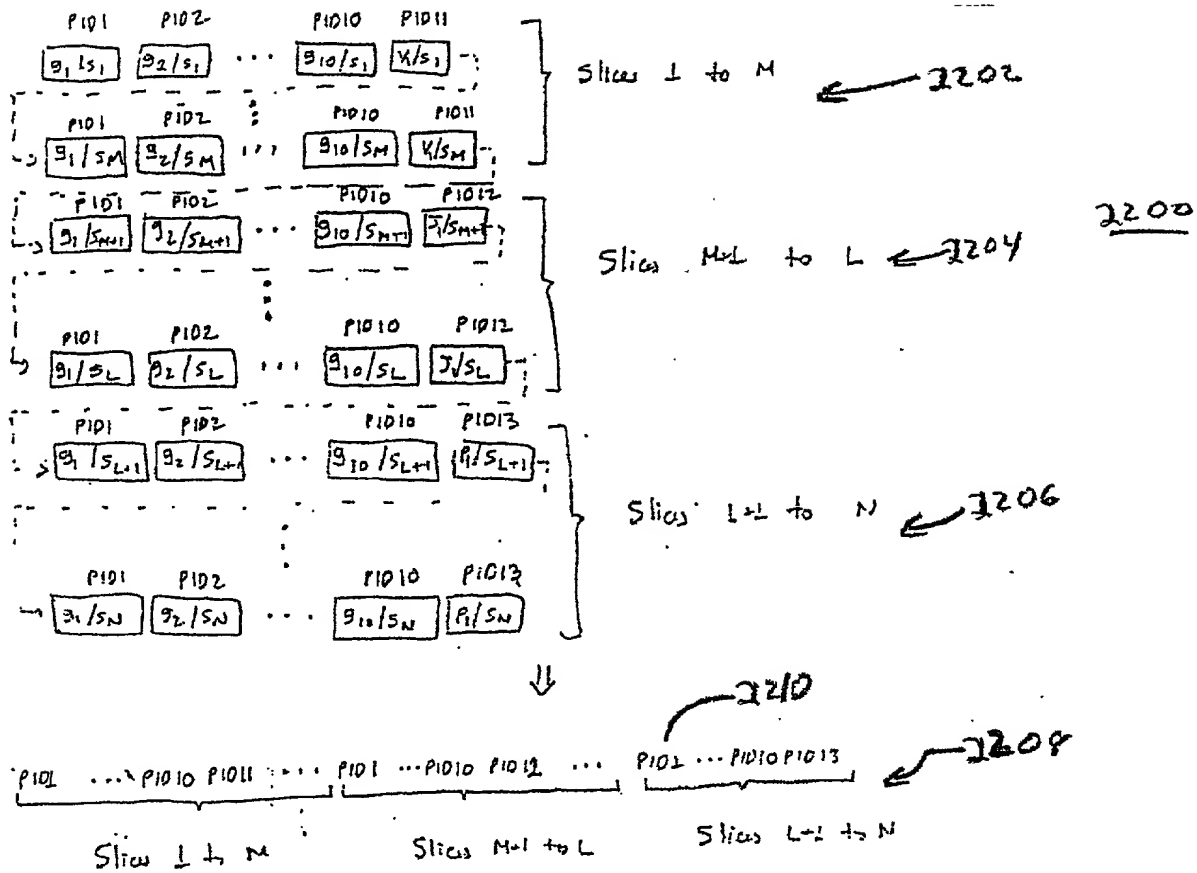 PID1 PID2 PID10 PID11
g1/s1 g2/s1 ... g10/s1 K/s1 Slices 1 to M 2202
PID1 PID2 PID10 PID11
g1/SM g2/SM ... g10/SM K/SM
PID1 PID2 PID10 PID12
g1/SM+1 g2/SM+1 ... g10/SM+1 J1/SM+1 2200
Slices M+1 to L 2204
PID1 PID2 PID10 PID12
g1/SL g2/SL ... g10/SL J1/SL
PID1 PID2 PID10 PID13
g1/SL+1 g2/SL+1 ... g10/SL+1 P1/SL+1
Slices L+1 to N 2206
PID1 PID2 PID10 PID13
g1/SN g2/SN ... g10/SN P1/SN
⇓
2210
PID1 ... PID10 PID11 ... PID1 ... PID10 PID12 ... PID1 ... PID10 PID13 2208
Slices 1 to M Slices M+1 to L Slices L+1 to N